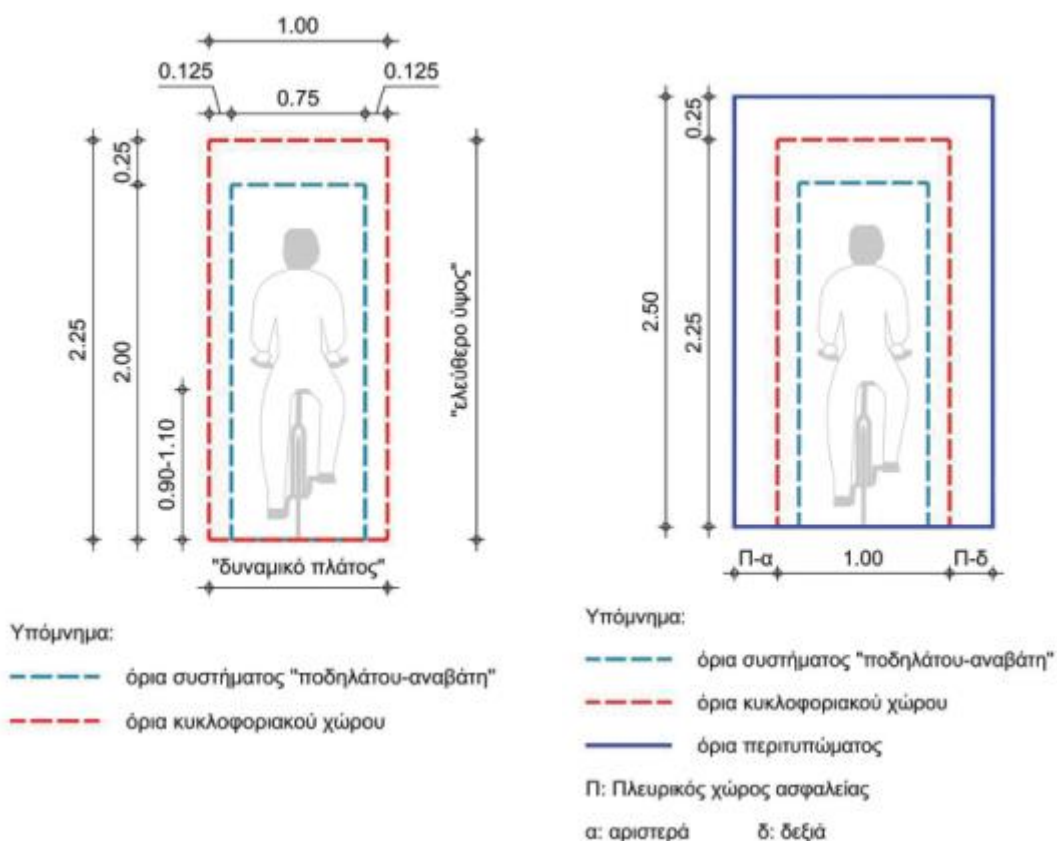 1.00
0.125
0.125
0.75
0.25
2.25
2.00
0.90-1.10
"ελεύθερο ύψος"
"δυναμικό πλάτος"
Υπόμνημα:
όρια συστήματος "ποδηλάτου-αναβάτη"
όρια κυκλοφοριακού χώρου
0.25
2.50
2.25
Π-α
1.00
Π-δ
Υπόμνημα:
όρια συστήματος "ποδηλάτου-αναβάτη"
όρια κυκλοφοριακού χώρου
όρια περιτυπώματος
Π: Πλευρικός χώρος ασφαλείας
α: αριστερά δ: δεξιά